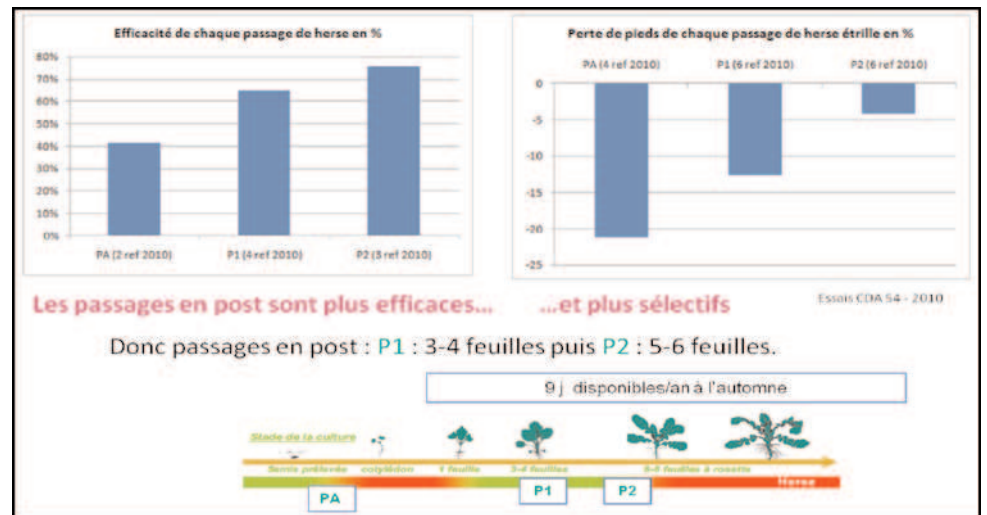 Efficacité de chaque passage de herse en %
80%
70%
60%
50%
40%
30%
20%
10%
0%
PA (2 ref 2010)
P1 (4 ref 2010)
P2 (3 ref 2010)
Perte de pieds de chaque passage de herse étrille en %
PA (4 ref 2010)
P1 (6 ref 2010)
P2 (6 ref 2010)
0
-5
-10
-15
-20
-25
Les passages en post sont plus efficaces...
...et plus sélectifs
Essais CDA 54 - 2010
Donc passages en post : P1 : 3-4 feuilles puis P2 : 5-6 feuilles.
9 j disponibles/an à l'automne
Stade de la culture
Semis prélevée
cotylédon
1 feuille
3-4 feuilles
feuilles à rosette
Herse
PA
P1
P2